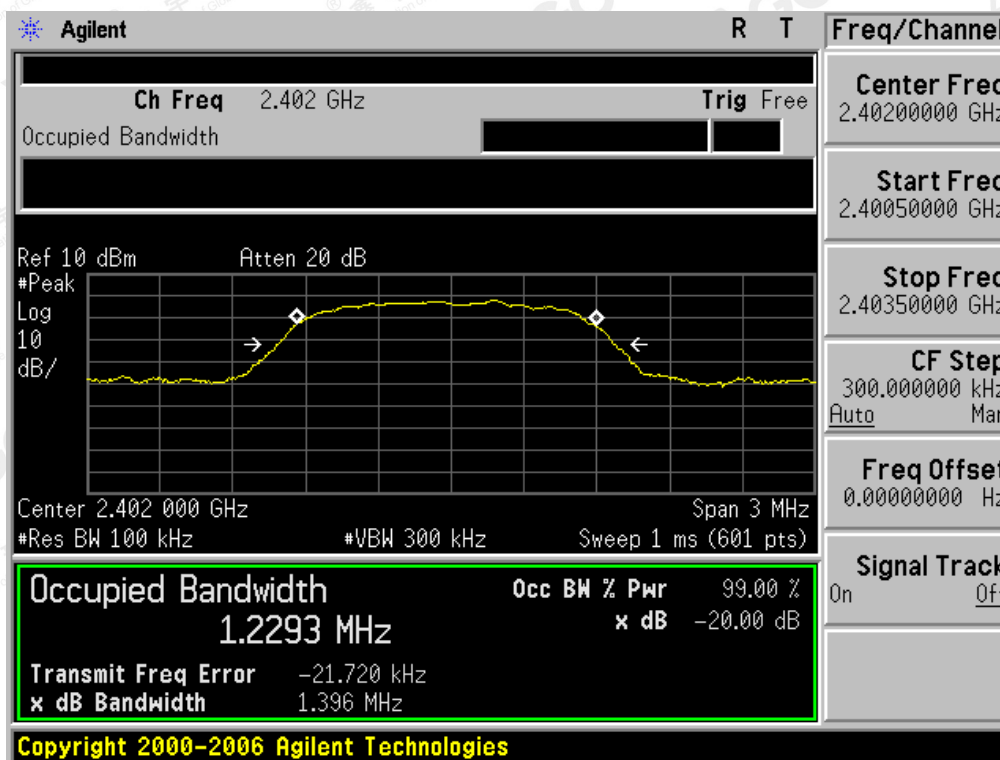 Agilent R T
Freq/Channel
Ch Freq 2.402 GHz Trig Free
Occupied Bandwidth
Center Freq
2.40200000 GHz
Start Freq
2.40050000 GHz
Stop Freq
2.40350000 GHz
CF Step
300.000000 kHz
Auto Man
Freq Offset
0.00000000 Hz
Signal Track
On Off
Ref 10 dBm Atten 20 dB
#Peak
Log
10
dB/
Center 2.402 000 GHz Span 3 MHz
#Res BW 100 kHz #VBW 300 kHz Sweep 1 ms (601 pts)
Occupied Bandwidth
1.2293 MHz
Occ BW % Pwr 99.00 %
x dB -20.00 dB
Transmit Freq Error -21.720 kHz
x dB Bandwidth 1.396 MHz
Copyright 2000-2006 Agilent Technologies